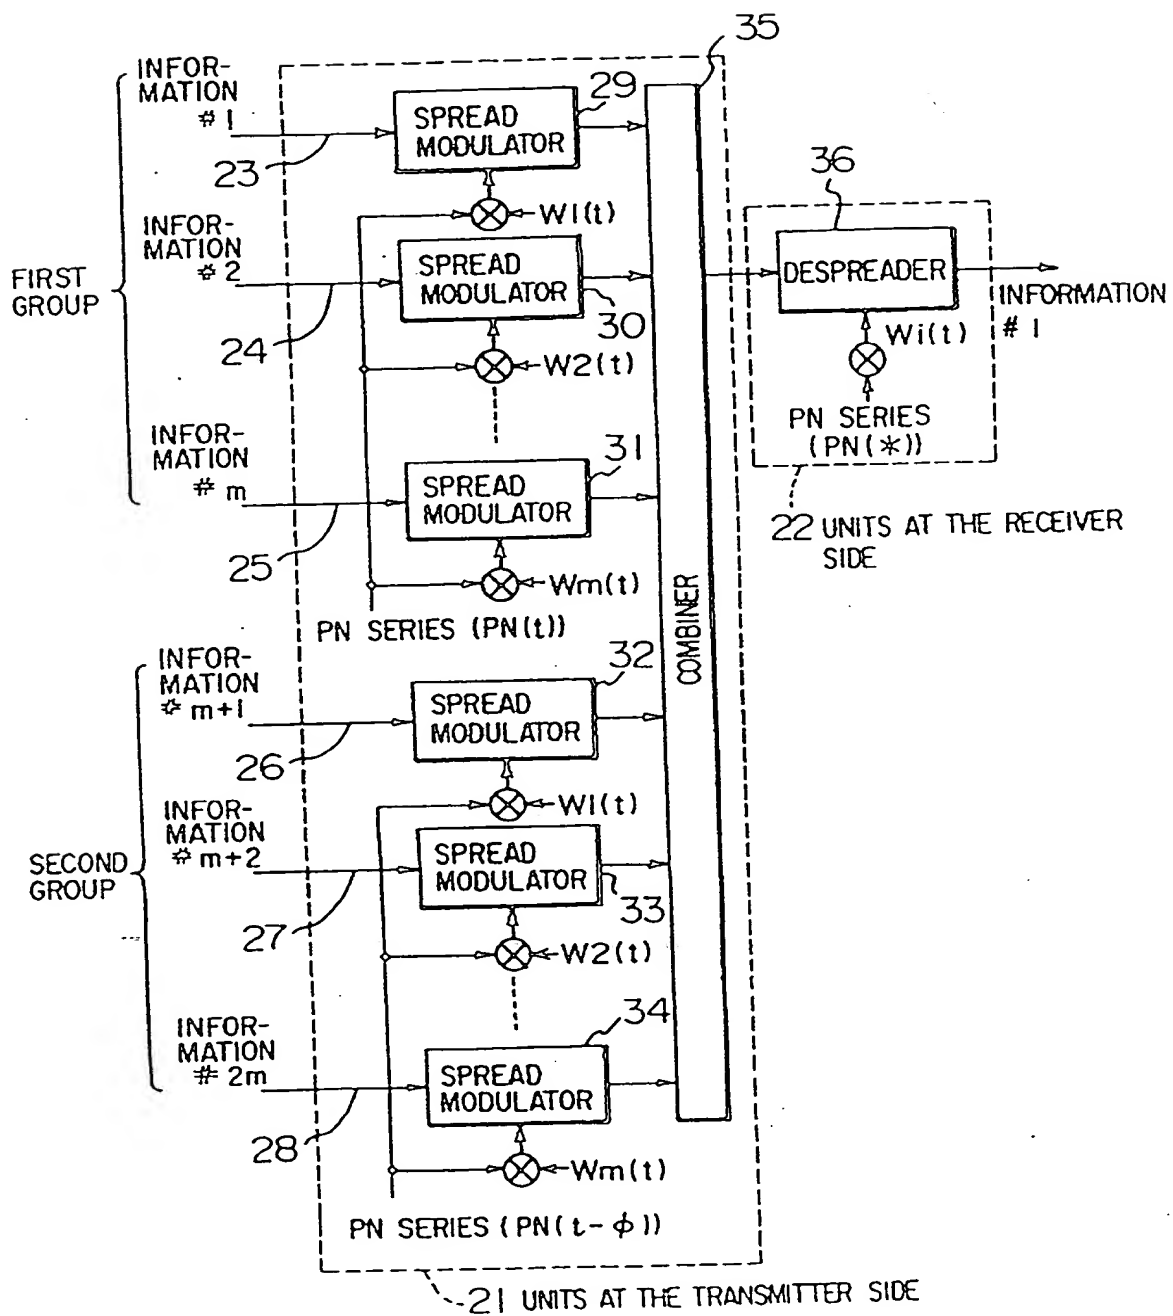 35
INFOR-
MATION
# 1
23
SPREAD
MODULATOR
29
W1(t)
INFOR-
MATION
# 2
24
SPREAD
MODULATOR
30
W2(t)
FIRST
GROUP
INFOR-
MATION
# m
25
SPREAD
MODULATOR
31
Wm(t)
PN SERIES (PN(t))
COMBINER
36
DESPREADER
INFORMATION
# 1
Wi(t)
PN SERIES
(PN(*))
22 UNITS AT THE RECEIVER
SIDE
INFOR-
MATION
# m+1
26
SPREAD
MODULATOR
32
W1(t)
INFOR-
MATION
# m+2
27
SPREAD
MODULATOR
33
W2(t)
SECOND
GROUP
INFOR-
MATION
# 2m
28
SPREAD
MODULATOR
34
Wm(t)
PN SERIES (PN(t-ϕ))
21 UNITS AT THE TRANSMITTER SIDE